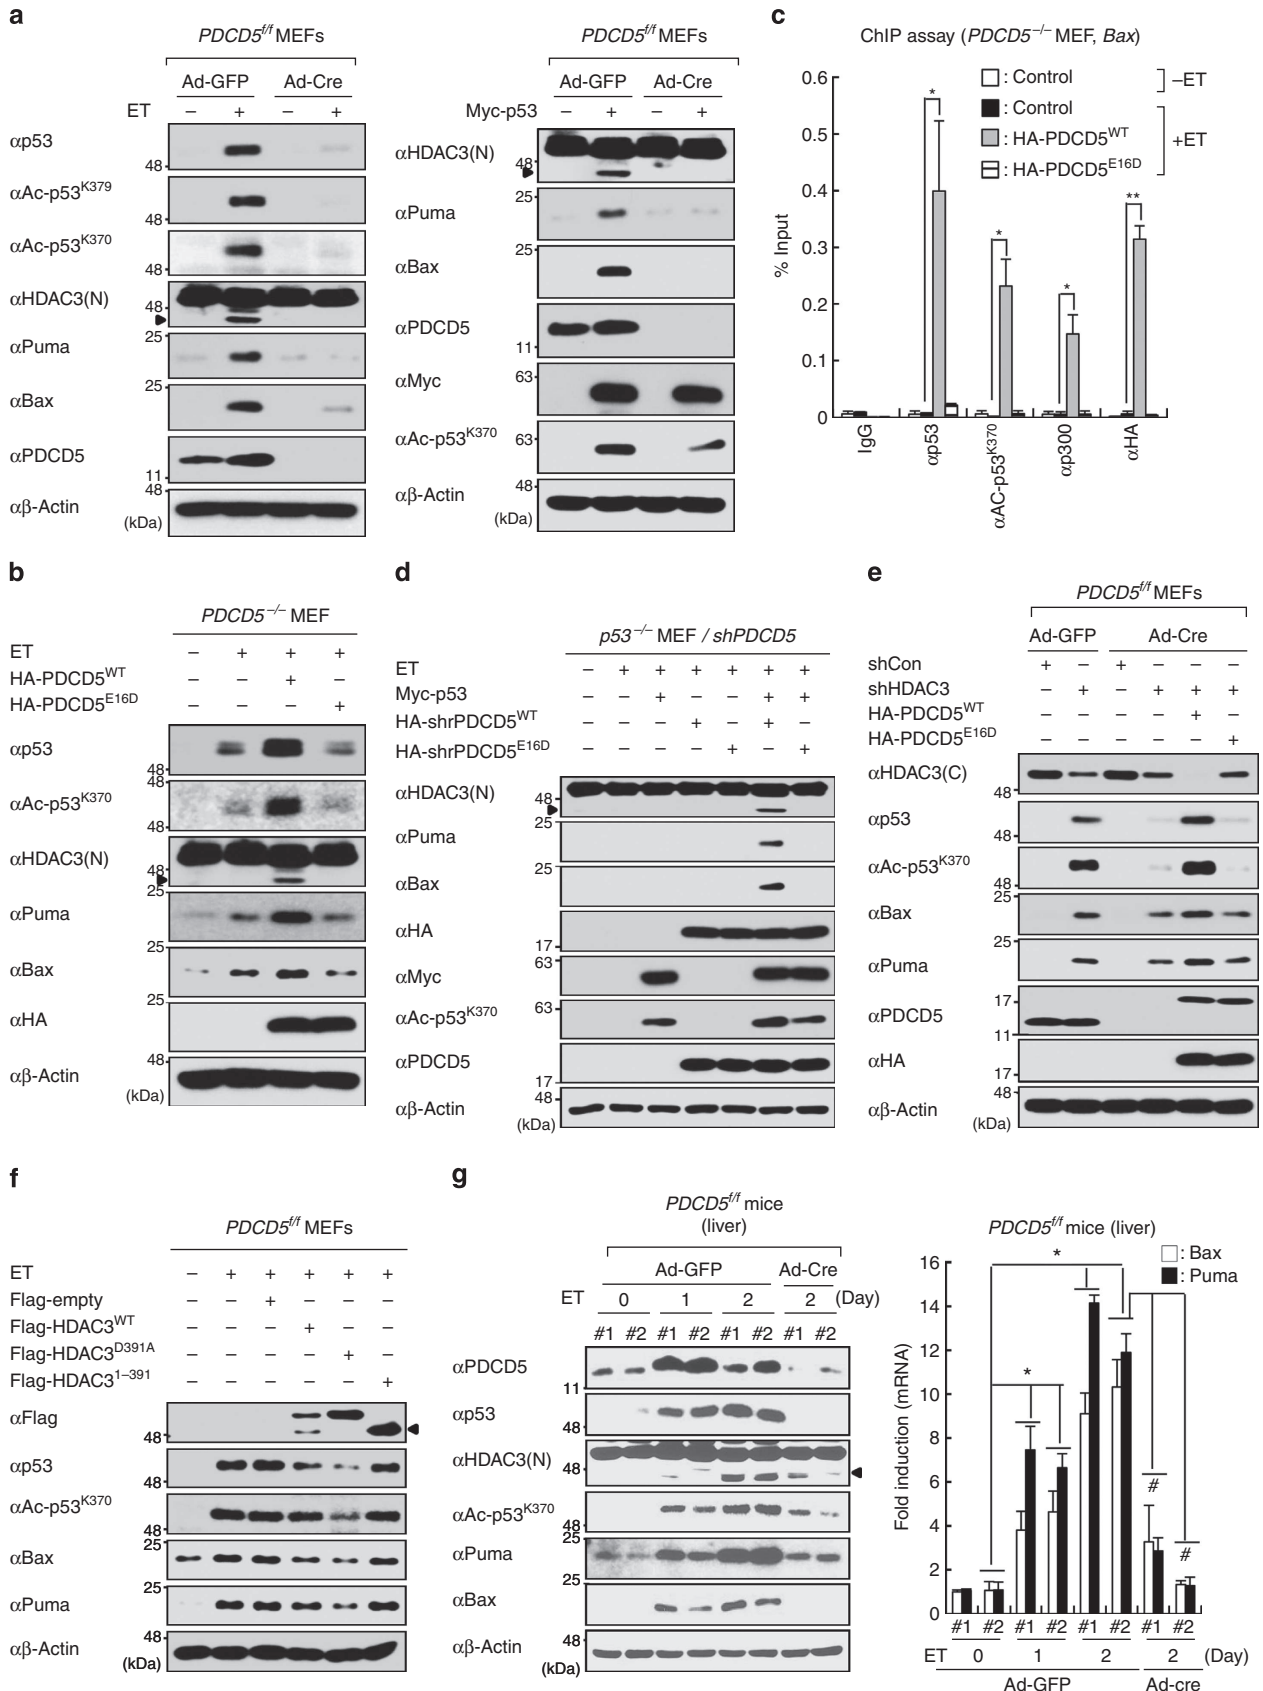 a
PDCD5f/f MEFs
Ad-GFP Ad-Cre
ET – + – +
αp53
48
αAc-p53K379
48
αAc-p53K370
48
αHDAC3(N)
48
αPuma
25
αBax
25
αPDCD5
11
αβ-Actin
48
(kDa)
PDCD5f/f MEFs
Ad-GFP Ad-Cre
Myc-p53 – + – +
αHDAC3(N)
48
αPuma
25
αBax
25
αPDCD5
11
αMyc
63
αAc-p53K370
63
αβ-Actin
48
(kDa)
c
ChIP assay (PDCD5–/– MEF, Bax)
% Input
0.6
0.5
0.4
0.3
0.2
0.1
0
: Control –ET
: Control
: HA-PDCD5WT +ET
: HA-PDCD5E16D
* * * **
IgG
αp53
αAC-p53K370
αp300
αHA
b
PDCD5–/– MEF
ET – + + +
HA-PDCD5WT – – + –
HA-PDCD5E16D – – – +
αp53
48
αAc-p53K370
48
48
αHDAC3(N)
48
αPuma
25
αBax
25
αHA
25
αβ-Actin
48
(kDa)
d
p53–/– MEF / shPDCD5
ET – + + + + + +
Myc-p53 – – + – – + +
HA-shrPDCD5WT – – – + – + –
HA-shrPDCD5E16D – – – – + – +
αHDAC3(N)
48
αPuma
25
αBax
25
αHA
17
αMyc
63
αAc-p53K370
63
αPDCD5
17
αβ-Actin
48
(kDa)
e
PDCD5f/f MEFs
Ad-GFP Ad-Cre
shCon + – + – – –
shHDAC3 – + – + + +
HA-PDCD5WT – – – – + –
HA-PDCD5E16D – – – – – +
αHDAC3(C)
48
αp53
48
αAc-p53K370
48
αBax
25
αPuma
25
αPDCD5
17
11
αHA
17
αβ-Actin
48
(kDa)
f
PDCD5f/f MEFs
ET – + + + + +
Flag-empty – – + – – –
Flag-HDAC3WT – – – + – –
Flag-HDAC3D391A – – – – + –
Flag-HDAC31–391 – – – – – +
αFlag
48
αp53
48
αAc-p53K370
48
αBax
25
αPuma
25
αβ-Actin
48
(kDa)
g
PDCD5f/f mice
(liver)
Ad-GFP Ad-Cre
ET 0 1 2 2 (Day)
#1 #2 #1 #2 #1 #2 #1 #2
αPDCD5
11
αp53
48
αHDAC3(N)
48
αAc-p53K370
48
αPuma
25
αBax
25
αβ-Actin
48
(kDa)
PDCD5f/f mice (liver)
: Bax
: Puma
Fold induction (mRNA)
16
14
12
10
8
6
4
2
0
* * # #
#1 #2 #1 #2 #1 #2 #1 #2
ET 0 1 2 2 (Day)
Ad-GFP Ad-cre